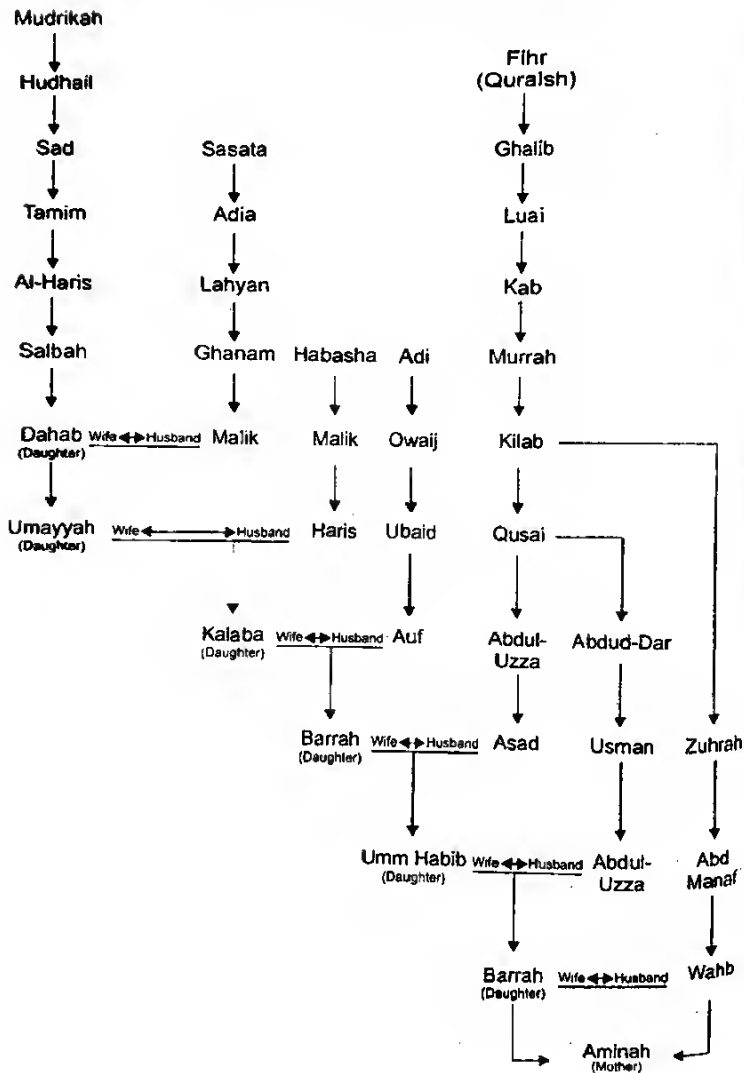 Mudrikah
Fihr
(Quraish)
Hudhail
Sad Sasata Ghalib
Tamim Adia Luai
Al-Haris Lahyan Kab
Salbah Ghanam Habasha Adi Murrah
Dahab Wife Husband Malik Malik Owaij Kilab
(Daughter)
Umayyah Wife Husband Haris Ubaid Qusai
(Daughter)
Kalaba Wife Husband Auf Abdul- Abdud-Dar
(Daughter) Uzza
Barrah Wife Husband Asad Usman Zuhrah
(Daughter)
Umm Habib Wife Husband Abdul- Abd
(Daughter) Uzza Manaf
Barrah Wife Husband Wahb
(Daughter)
Aminah
(Mother)